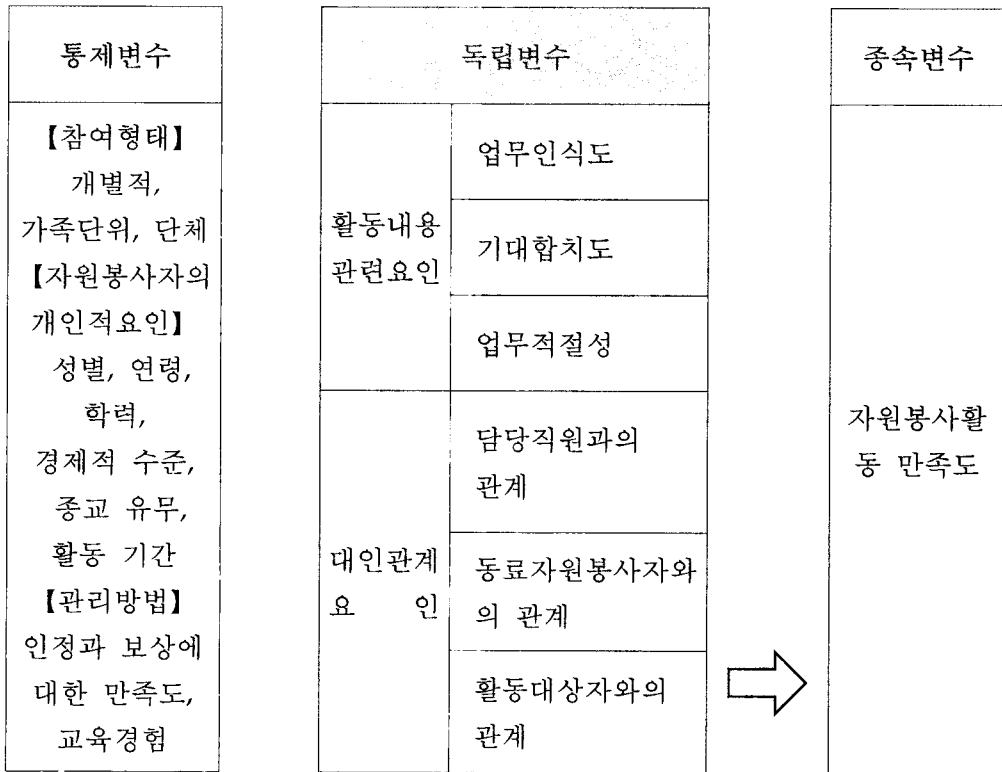 통제변수
【참여형태】
개별적,
가족단위, 단체
【자원봉사자의
개인적요인】
성별, 연령,
학력,
경제적 수준,
종교 유무,
활동 기간
【관리방법】
인정과 보상에
대한 만족도,
교육경험
독립변수
활동내용
관련요인
업무인식도
기대합치도
업무적절성
대인관계
요 인
담당직원과의
관계
동료자원봉사자와
의 관계
활동대상자와의
관계
종속변수
자원봉사활
동 만족도